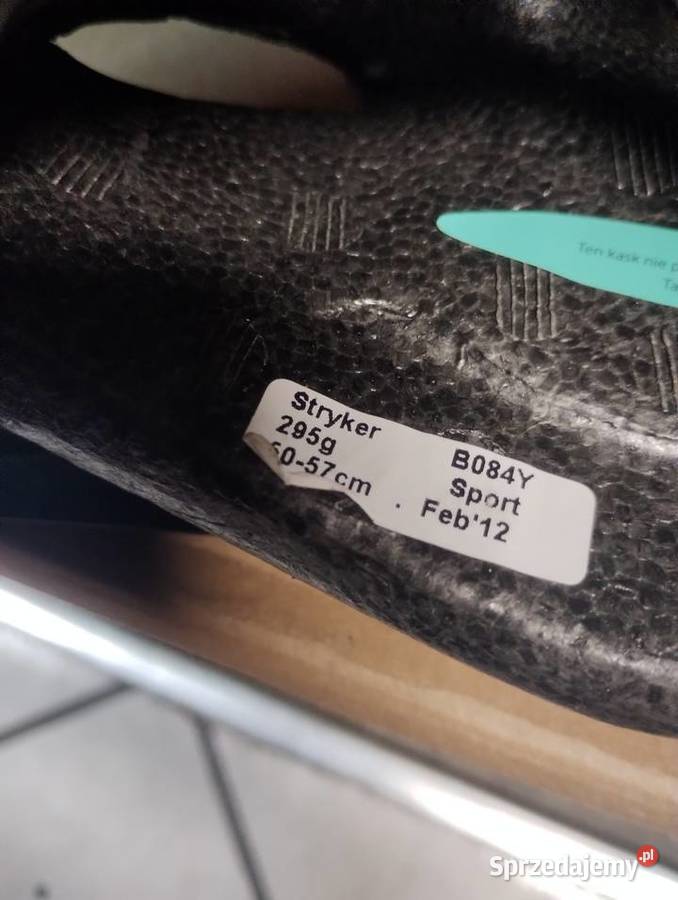 Ten kask nie
Stryker
295g
50-57cm
B084Y
Sport
Feb'12
Sprzedajemy.pl